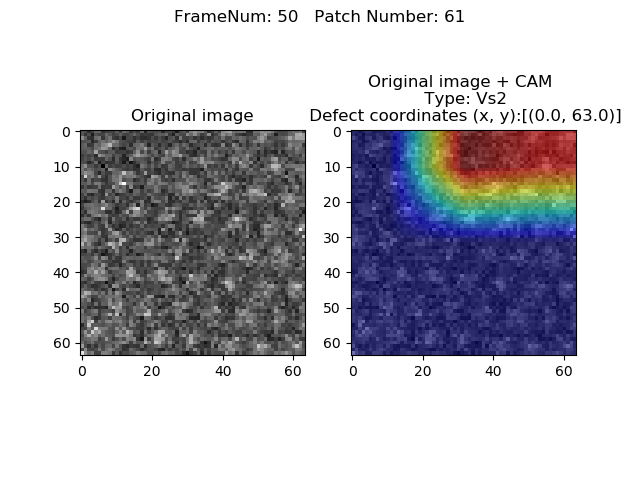 FrameNum: 50   Patch Number: 61
Original image
0
10
20
30
40
50
60
0 20 40 60
Original image + CAM
Type: Vs2
Defect coordinates (x, y):[(0.0, 63.0)]
0
10
20
30
40
50
60
0 20 40 60